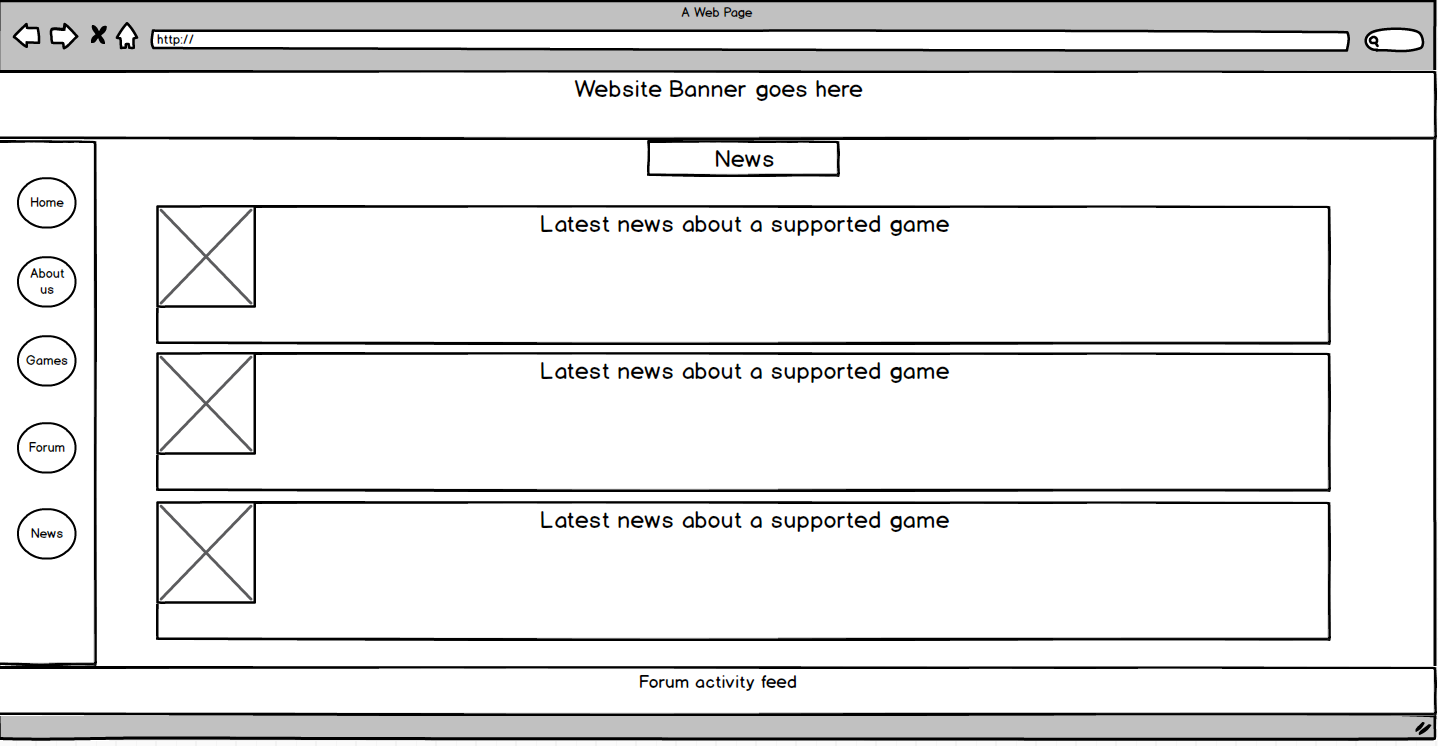 A Web Page
http://
Website Banner goes here
News
Home
About
us
Games
Forum
News
Latest news about a supported game
Latest news about a supported game
Latest news about a supported game
Forum activity feed